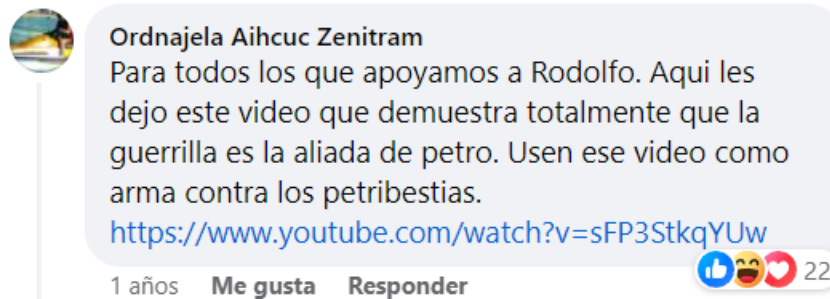 Ordnajela Aihcuc Zenitram
Para todos los que apoyamos a Rodolfo. Aqui les
dejo este video que demuestra totalmente que la
guerrilla es la aliada de petro. Usen ese video como
arma contra los petribestias.
https://www.youtube.com/watch?v=sFP3StkqYUw
22
1 años Me gusta Responder